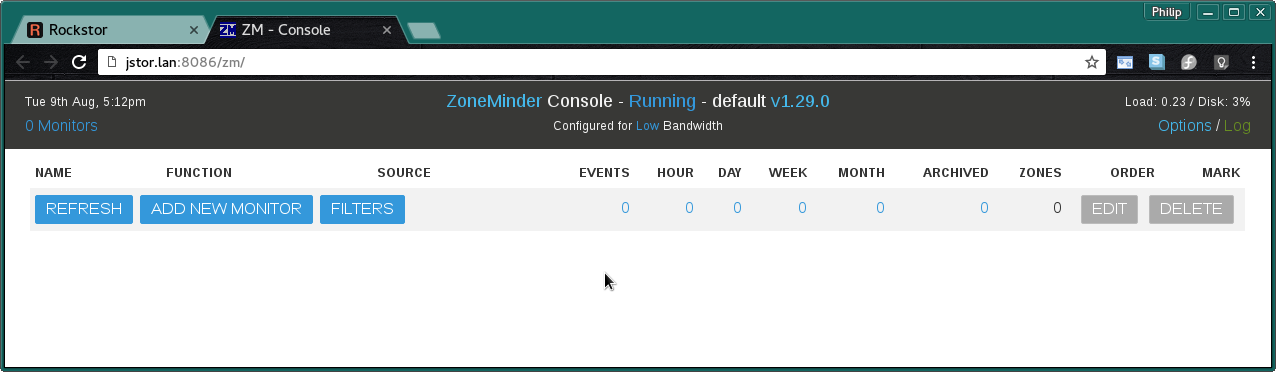 Philip
Rockstor
ZM - Console
jstor.lan:8086/zm/
Tue 9th Aug, 5:12pm
ZoneMinder Console - Running - default v1.29.0
Load: 0.23 / Disk: 3%
0 Monitors
Configured for Low Bandwidth
Options / Log
NAME FUNCTION SOURCE EVENTS HOUR DAY WEEK MONTH ARCHIVED ZONES ORDER MARK
REFRESH ADD NEW MONITOR FILTERS 0 0 0 0 0 0 0 EDIT DELETE